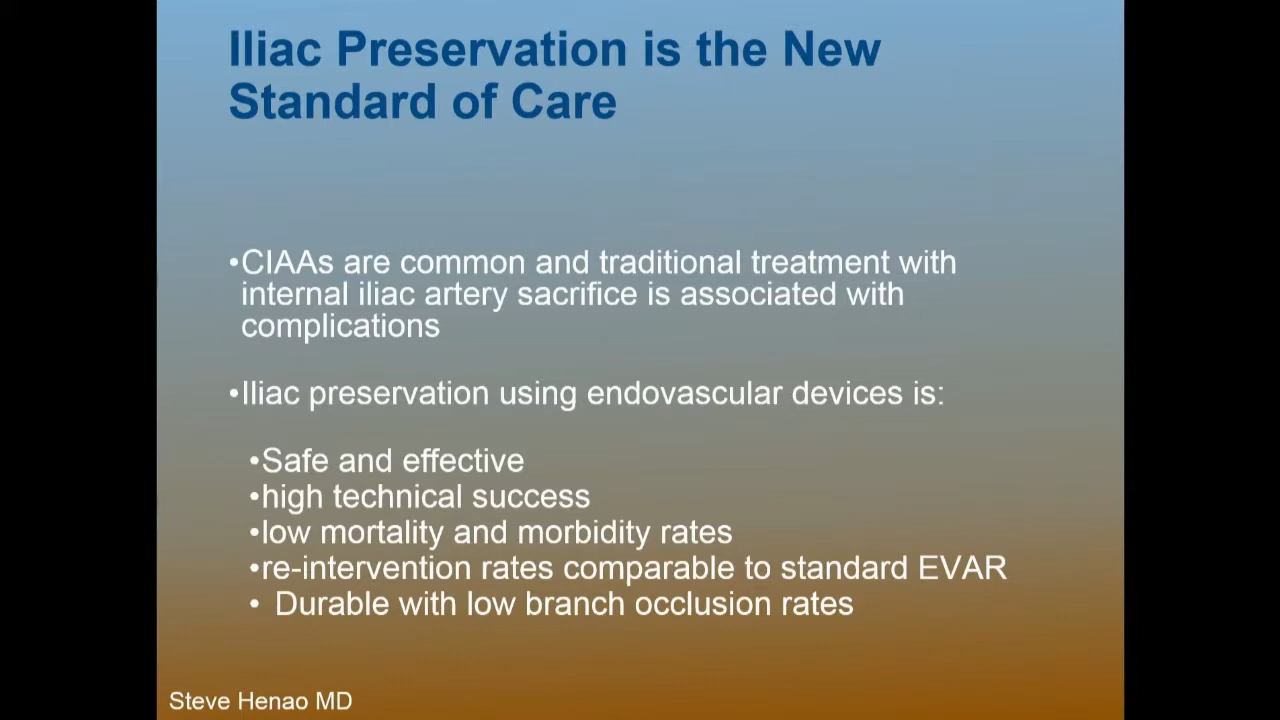 Iliac Preservation is the New
Standard of Care
•CIAAs are common and traditional treatment with
internal iliac artery sacrifice is associated with
complications
•Iliac preservation using endovascular devices is:
•Safe and effective
•high technical success
•low mortality and morbidity rates
•re-intervention rates comparable to standard EVAR
• Durable with low branch occlusion rates
Steve Henao MD